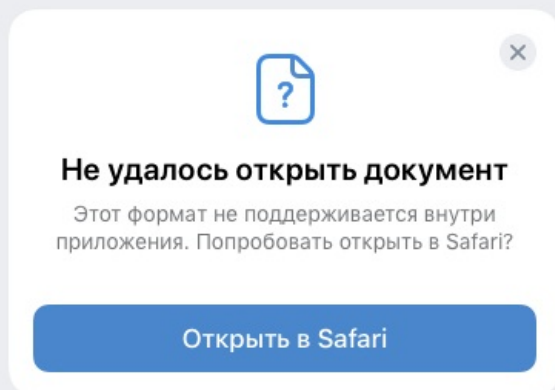 ?
Не удалось открыть документ
Этот формат не поддерживается внутри
приложения. Попробовать открыть в Safari?
Открыть в Safari